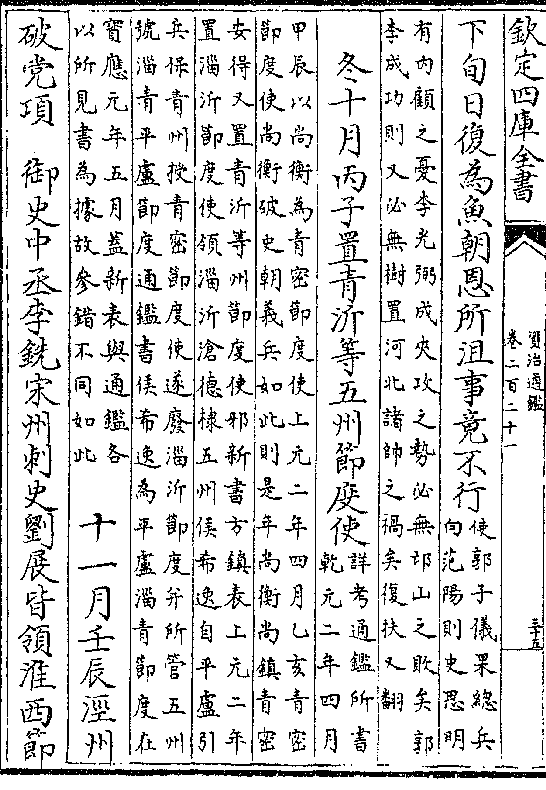 欽定四庫全書
資治通鑑
卷二百二十一
三十五
下旬日復為魚朝恩所沮事竟不行
使郭子儀果總兵
向范陽則史思明
有內顧之憂李光弼成夾攻之勢必無邙山之敗矣郭
李成功則又必無樹置河北諸帥之禍矣復扶又翻
冬十月丙子置青沂等五州節度使
詳考通鑑所書
乾元二年四月
甲辰以尚衡為青密節度使上元二年四月乙亥青密
節度使尚衡破史朝義兵如此則是年尚衡尚鎮青密
安得又置青沂等州節度使邪新書方鎮表上元二年
置淄沂節度使領淄沂滄德棣五州侯希逸自平盧引
兵保青州授青密節度使遂廢淄沂節度并所管五州
號淄青平盧節度通鑑書侯希逸為平盧淄青節度在
寶應元年五月蓋新表與通鑑各
以所見書為據故參錯不同如此
十一月壬辰涇州
破党項 御史中丞李銑宋州刺史劉展皆領淮西節